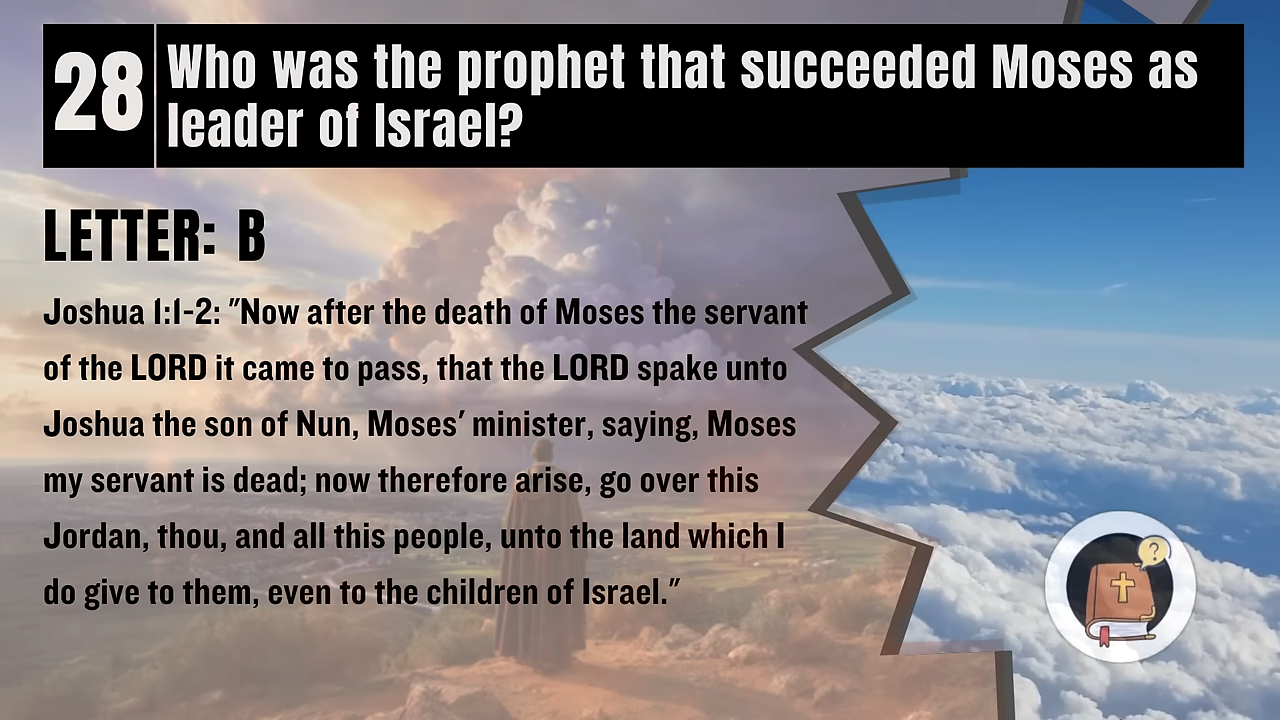 28
Who was the prophet that succeeded Moses as
leader of Israel?
LETTER: B
Joshua 1:1-2: "Now after the death of Moses the servant
of the LORD it came to pass, that the LORD spake unto
Joshua the son of Nun, Moses' minister, saying, Moses
my servant is dead; now therefore arise, go over this
Jordan, thou, and all this people, unto the land which I
do give to them, even to the children of Israel."
?